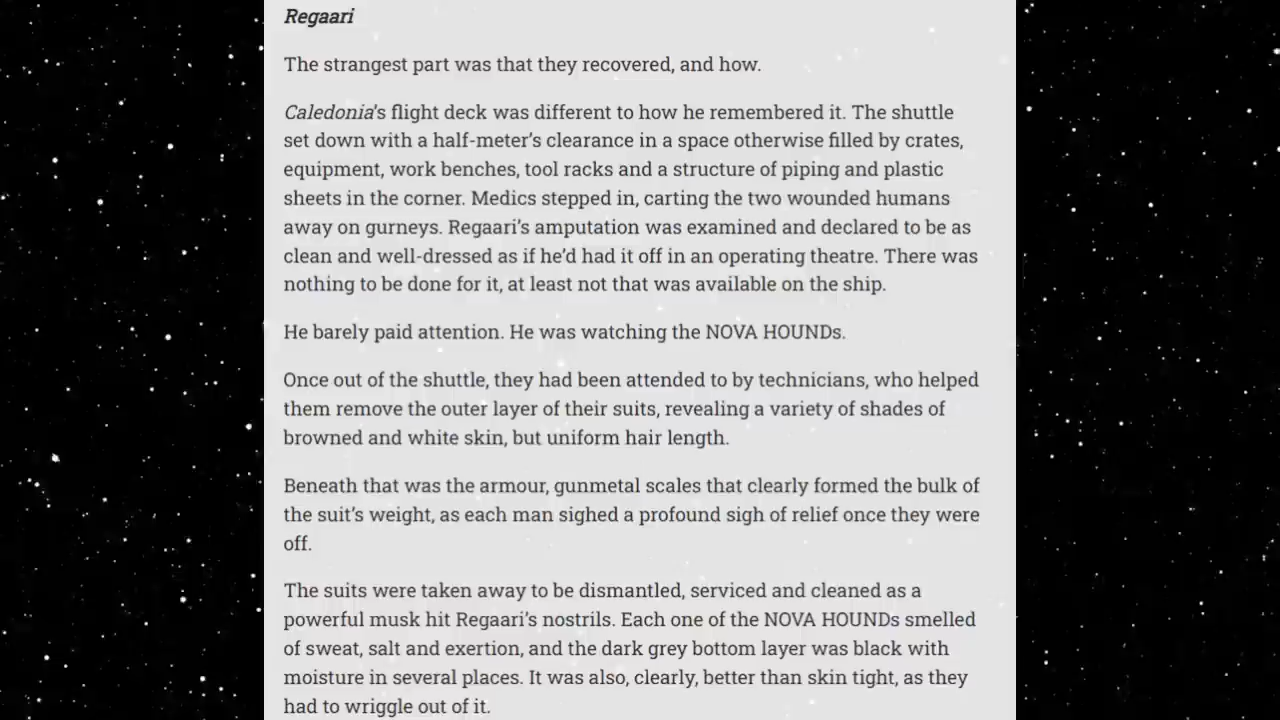 Regaari
The strangest part was that they recovered, and how.
Caledonia's flight deck was different to how he remembered it. The shuttle
set down with a half-meter's clearance in a space otherwise filled by crates,
equipment, work benches, tool racks and a structure of piping and plastic
sheets in the corner. Medics stepped in, carting the two wounded humans
away on gurneys. Regaari's amputation was examined and declared to be as
clean and well-dressed as if he'd had it off in an operating theatre. There was
nothing to be done for it, at least not that was available on the ship.
He barely paid attention. He was watching the NOVA HOUNDs.
Once out of the shuttle, they had been attended to by technicians, who helped
them remove the outer layer of their suits, revealing a variety of shades of
browned and white skin, but uniform hair length.
Beneath that was the armour, gunmetal scales that clearly formed the bulk of
the suit's weight, as each man sighed a profound sigh of relief once they were
off.
The suits were taken away to be dismantled, serviced and cleaned as a
powerful musk hit Regaari's nostrils. Each one of the NOVA HOUNDs smelled
of sweat, salt and exertion, and the dark grey bottom layer was black with
moisture in several places. It was also, clearly, better than skin tight, as they
had to wriggle out of it.